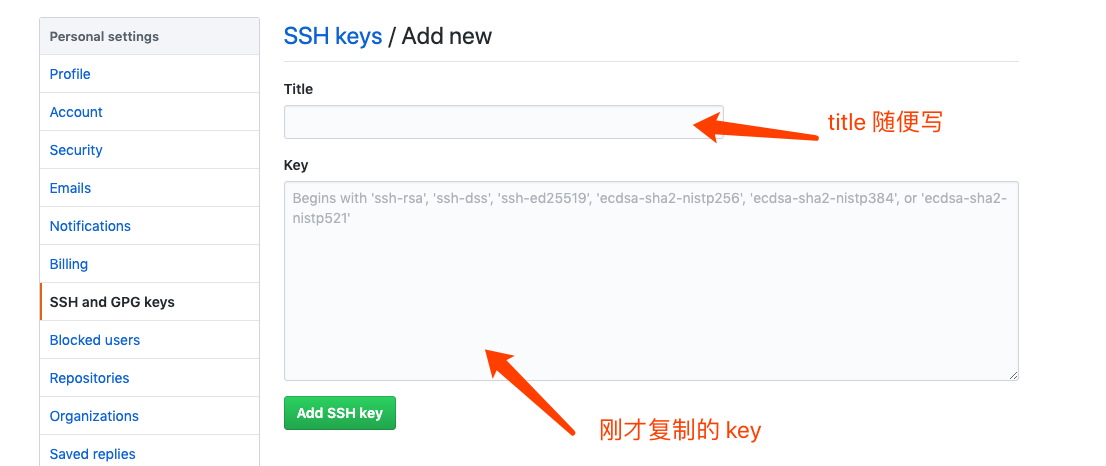 Personal settings
Profile
Account
Security
Emails
Notifications
Billing
SSH and GPG keys
Blocked users
Repositories
Organizations
Saved replies
SSH keys / Add new
Title
title 随便写
Key
Begins with 'ssh-rsa', 'ssh-dss', 'ssh-ed25519', 'ecdsa-sha2-nistp256', 'ecdsa-sha2-nistp384', or 'ecdsa-sha2-
nistp521'
Add SSH key
刚才复制的 key